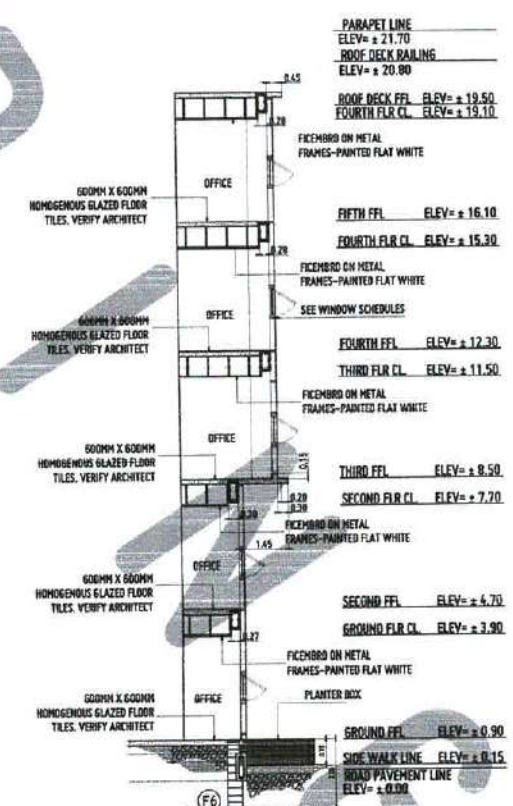 PARAPET LINE
ELEV= ± 21.70
ROOF DECK RAILING
ELEV= ± 20.80
0.45
ROOF DECK FFL ELEV= ± 19.50
FOURTH FLR CL. ELEV= ± 19.10
0.20
FICEMBRD ON METAL
FRAMES-PAINTED FLAT WHITE
OFFICE
600MM X 600MM
HOMOGENOUS GLAZED FLOOR
TILES. VERIFY ARCHITECT
FIFTH FFL ELEV= ± 16.10
FOURTH FLR CL. ELEV= ± 15.30
0.20
FICEMBRD ON METAL
FRAMES-PAINTED FLAT WHITE
OFFICE
SEE WINDOW SCHEDULES
600MM X 600MM
HOMOGENOUS GLAZED FLOOR
TILES. VERIFY ARCHITECT
FOURTH FFL ELEV= ± 12.30
THIRD FLR CL. ELEV= ± 11.50
FICEMBRD ON METAL
FRAMES-PAINTED FLAT WHITE
OFFICE
600MM X 600MM
HOMOGENOUS GLAZED FLOOR
TILES. VERIFY ARCHITECT
0.15
THIRD FFL ELEV= ± 8.50
SECOND FLR CL. ELEV= ± 7.70
0.20
0.30
FICEMBRD ON METAL
FRAMES-PAINTED FLAT WHITE
1.45
OFFICE
600MM X 600MM
HOMOGENOUS GLAZED FLOOR
TILES. VERIFY ARCHITECT
SECOND FFL ELEV= ± 4.70
GROUND FLR CL. ELEV= ± 3.90
0.27
FICEMBRD ON METAL
FRAMES-PAINTED FLAT WHITE
OFFICE
PLANTER BOX
600MM X 600MM
HOMOGENOUS GLAZED FLOOR
TILES. VERIFY ARCHITECT
GROUND FFL ELEV= ± 0.90
SIDE WALK LINE ELEV= ± 0.15
ROAD PAVEMENT LINE
ELEV= ± 0.00
F6